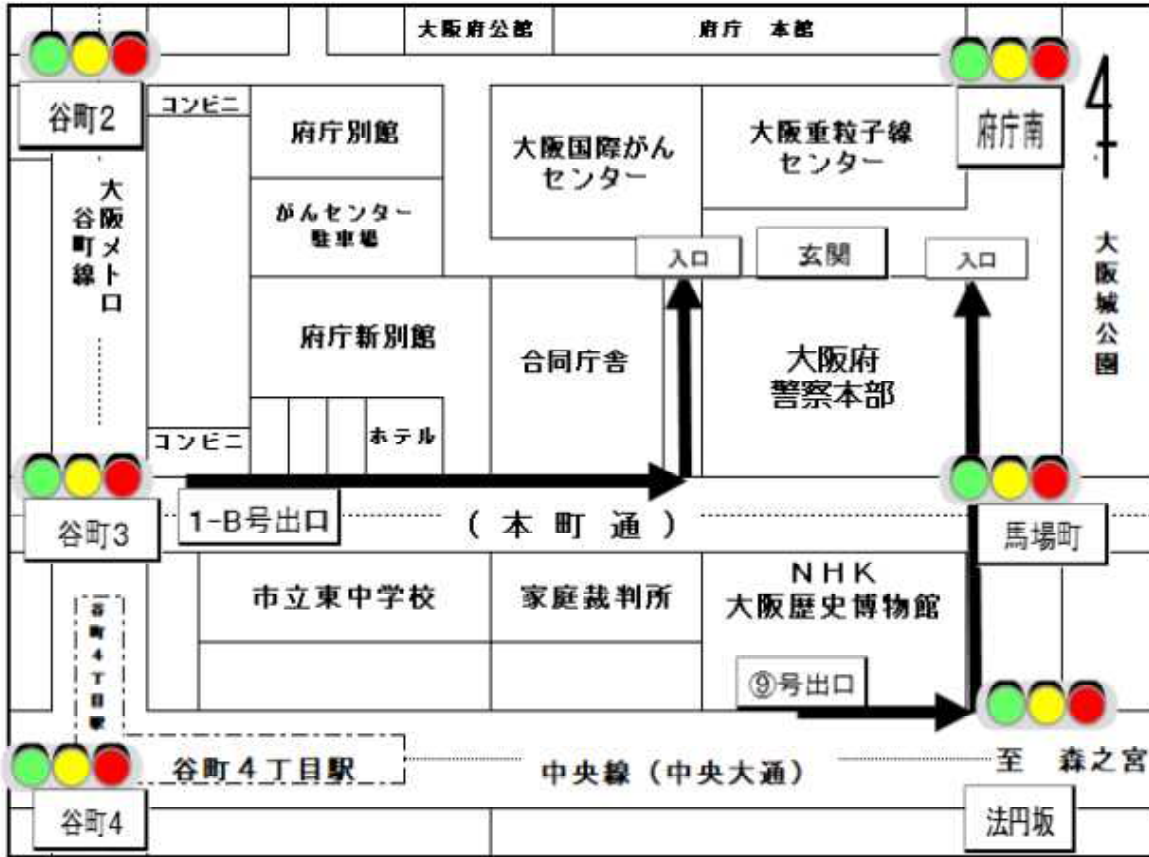 大阪府公館
府庁 本館
谷町2
コンビニ
府庁別館
大阪国際がん
センター
大阪重粒子線
センター
府庁南
大阪メトロ
谷町線
がんセンター
駐車場
入口
玄関
入口
大阪城公園
府庁新別館
合同庁舎
大阪府
警察本部
コンビニ
ホテル
谷町3
1-B号出口
(本町通)
馬場町
市立東中学校
家庭裁判所
NHK
大阪歴史博物館
谷町4丁目駅
⑨号出口
谷町4丁目駅
中央線(中央大通)
至 森之宮
谷町4
法円坂